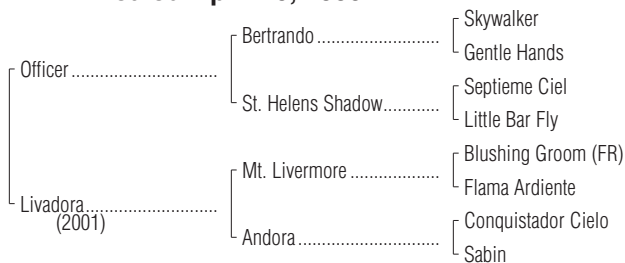 Skywalker
Bertrando ................................
Gentle Hands
Officer ......................................
Septieme Ciel
St. Helens Shadow..............
Little Bar Fly
Blushing Groom (FR)
Mt. Livermore ......................
Flama Ardiente
Livadora...................................
(2001)
Conquistador Cielo
Andora....................................
Sabin